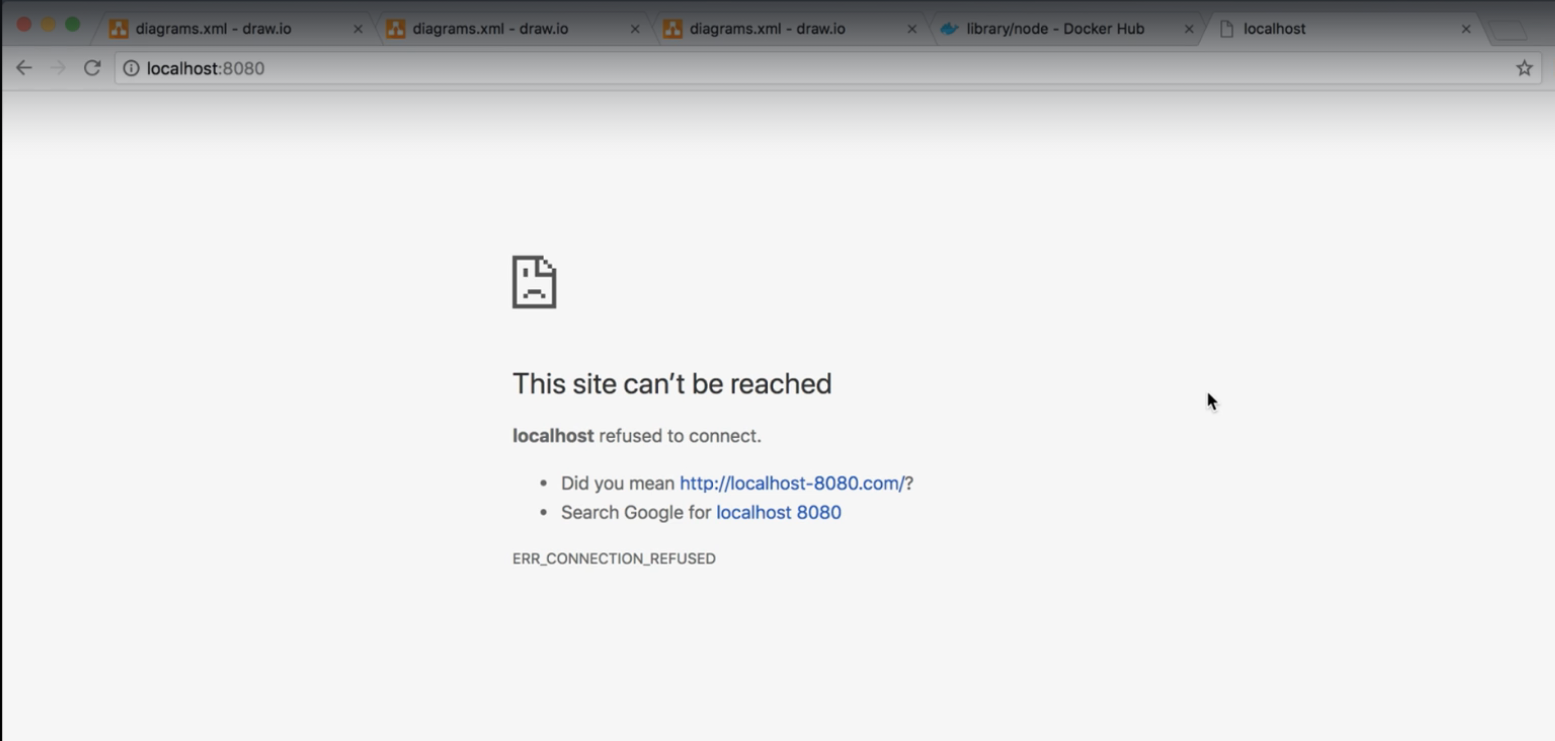 diagrams.xml - draw.io
diagrams.xml - draw.io
diagrams.xml - draw.io
library/node - Docker Hub
localhost
localhost:8080
This site can’t be reached
localhost refused to connect.
• Did you mean http://localhost-8080.com/?
• Search Google for localhost 8080
ERR_CONNECTION_REFUSED